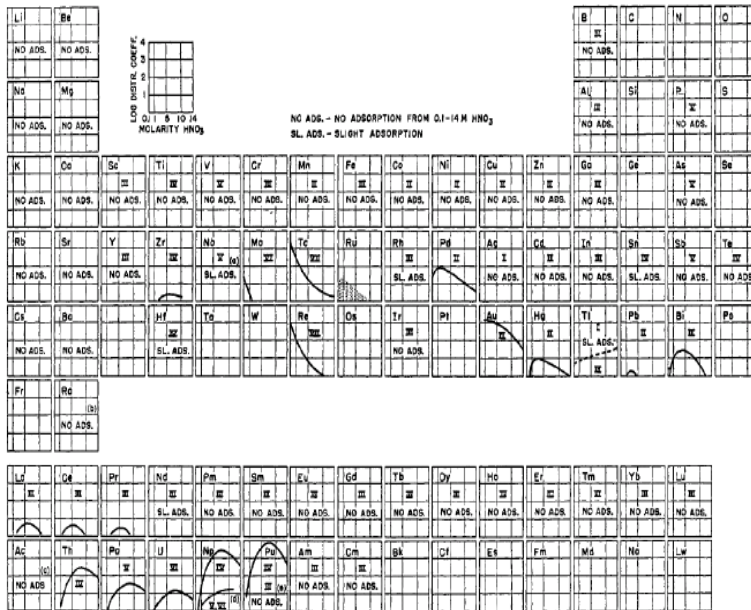 Li Be B C N O
III
NO ADS. NO ADS. NO ADS.
LOG DISTR. COEFF.
4
3
2
1
0.1 1 5 10 14
MOLARITY HNO3
NO ADS. - NO ADSORPTION FROM 0.1-14 M HNO3
SL. ADS. - SLIGHT ADSORPTION
Na Mg Al Si P S
III V
NO ADS. NO ADS. NO ADS. NO ADS.
K Ca Sc Ti V Cr Mn Fe Co Ni Cu Zn Ga Ge As Se
III IV V III II III II II II II III V
NO ADS. NO ADS. NO ADS. NO ADS. NO ADS. NO ADS. NO ADS. NO ADS. NO ADS. NO ADS. NO ADS. NO ADS. NO ADS. NO ADS.
Rb Sr Y Zr Nb Mo Tc Ru Rh Pd Ag Cd In Sn Sb Te
III IV V (a) VI VII III II I II III IV V IV
NO ADS. NO ADS. NO ADS. SL. ADS. SL. ADS. NO ADS. NO ADS. NO ADS. SL. ADS. NO ADS. NO ADS.
Cs Ba Hf Ta W Re Os Ir Pt Au Hg Tl Pb Bi Po
IV VII III III II I II III
NO ADS. NO ADS. SL. ADS. NO ADS. SL. ADS.
III
Fr Ra
(b)
NO ADS.
La Ce Pr Nd Pm Sm Eu Gd Tb Dy Ho Er Tm Yb Lu
III III III III III III III III III III III III III III III
SL. ADS. NO ADS. NO ADS. NO ADS. NO ADS. NO ADS. NO ADS. NO ADS. NO ADS. NO ADS. NO ADS. NO ADS.
Ac Th Pa U Np Pu Am Cm Bk Cf Es Fm Md No Lw
(c) IV V VI IV IV III III
NO ADS V,VI (d) III (e) NO ADS. NO ADS.
NO ADS.